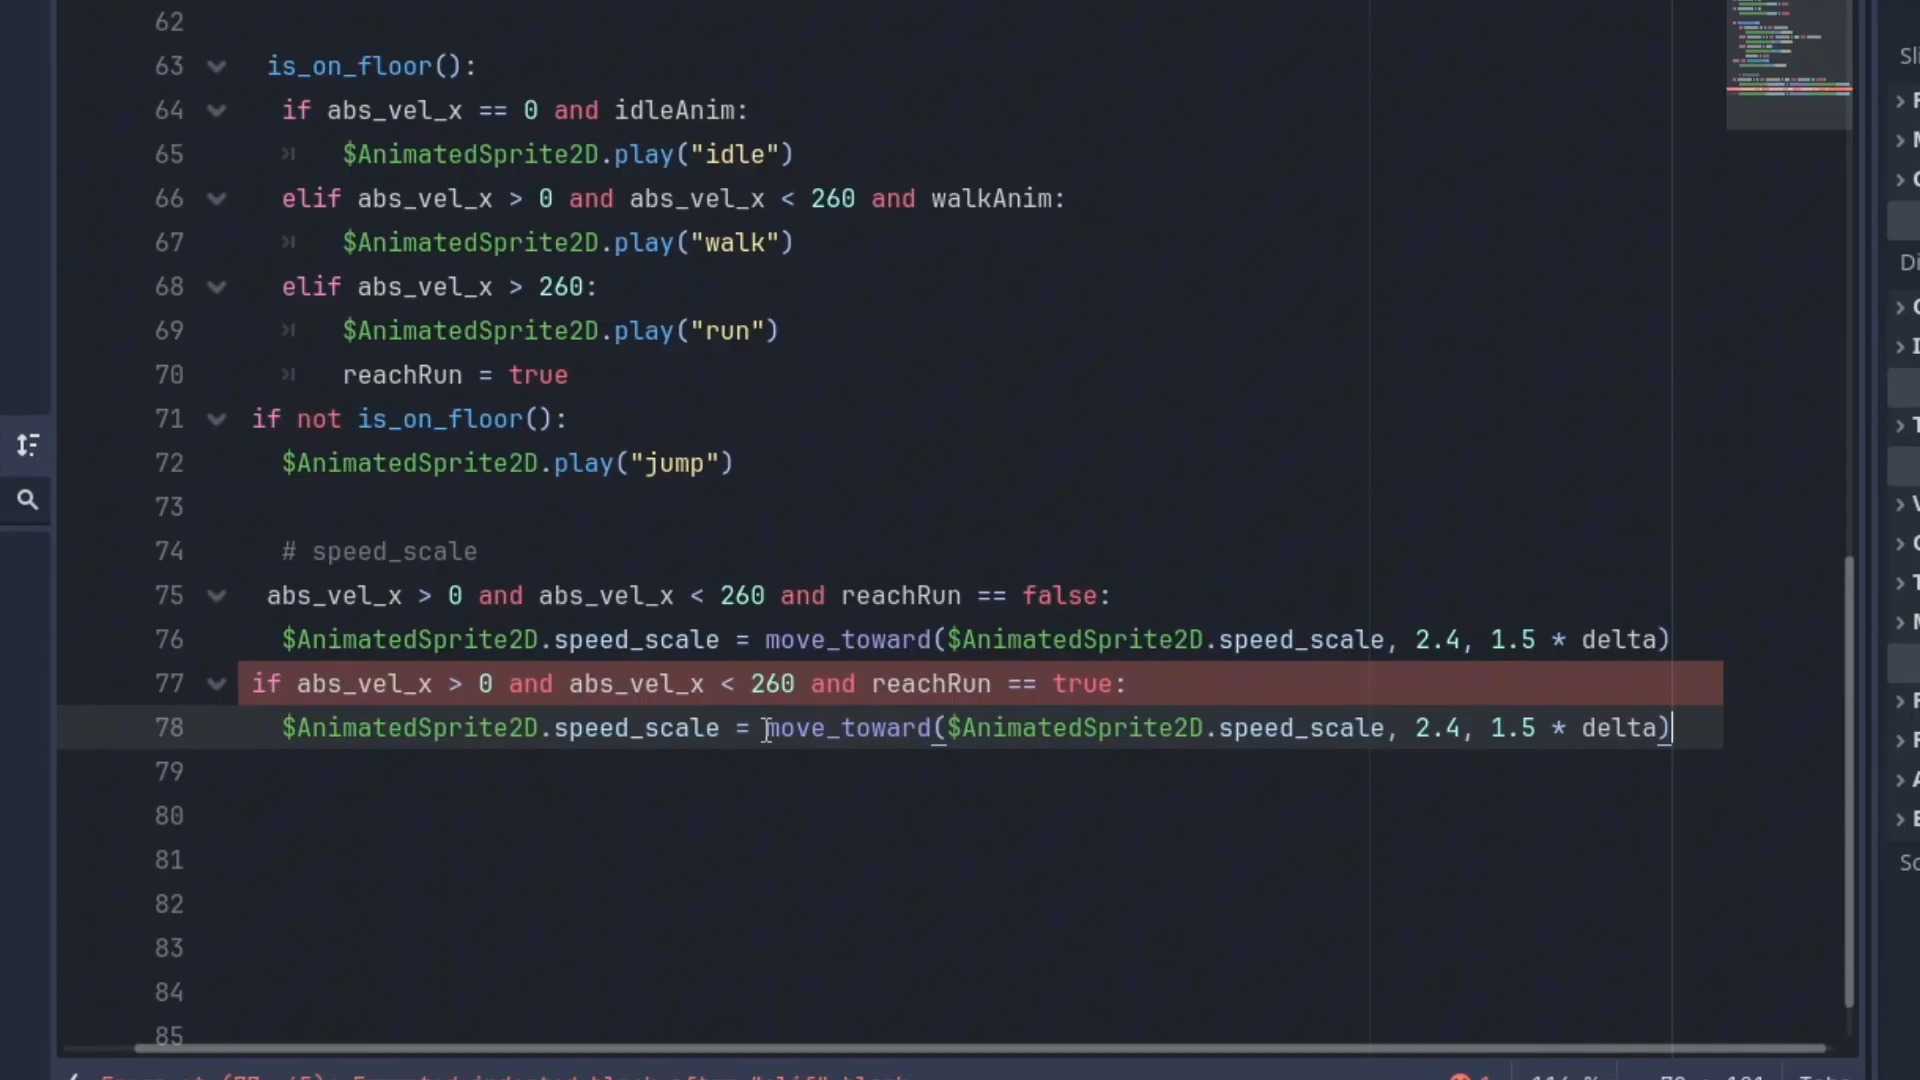 62
63 is_on_floor():
64 if abs_vel_x == 0 and idleAnim:
65 $AnimatedSprite2D.play("idle")
66 elif abs_vel_x > 0 and abs_vel_x < 260 and walkAnim:
67 $AnimatedSprite2D.play("walk")
68 elif abs_vel_x > 260:
69 $AnimatedSprite2D.play("run")
70 reachRun = true
71 if not is_on_floor():
72 $AnimatedSprite2D.play("jump")
73
74 # speed_scale
75 abs_vel_x > 0 and abs_vel_x < 260 and reachRun == false:
76 $AnimatedSprite2D.speed_scale = move_toward($AnimatedSprite2D.speed_scale, 2.4, 1.5 * delta)
77 if abs_vel_x > 0 and abs_vel_x < 260 and reachRun == true:
78 $AnimatedSprite2D.speed_scale = move_toward($AnimatedSprite2D.speed_scale, 2.4, 1.5 * delta)
79
80
81
82
83
84
85